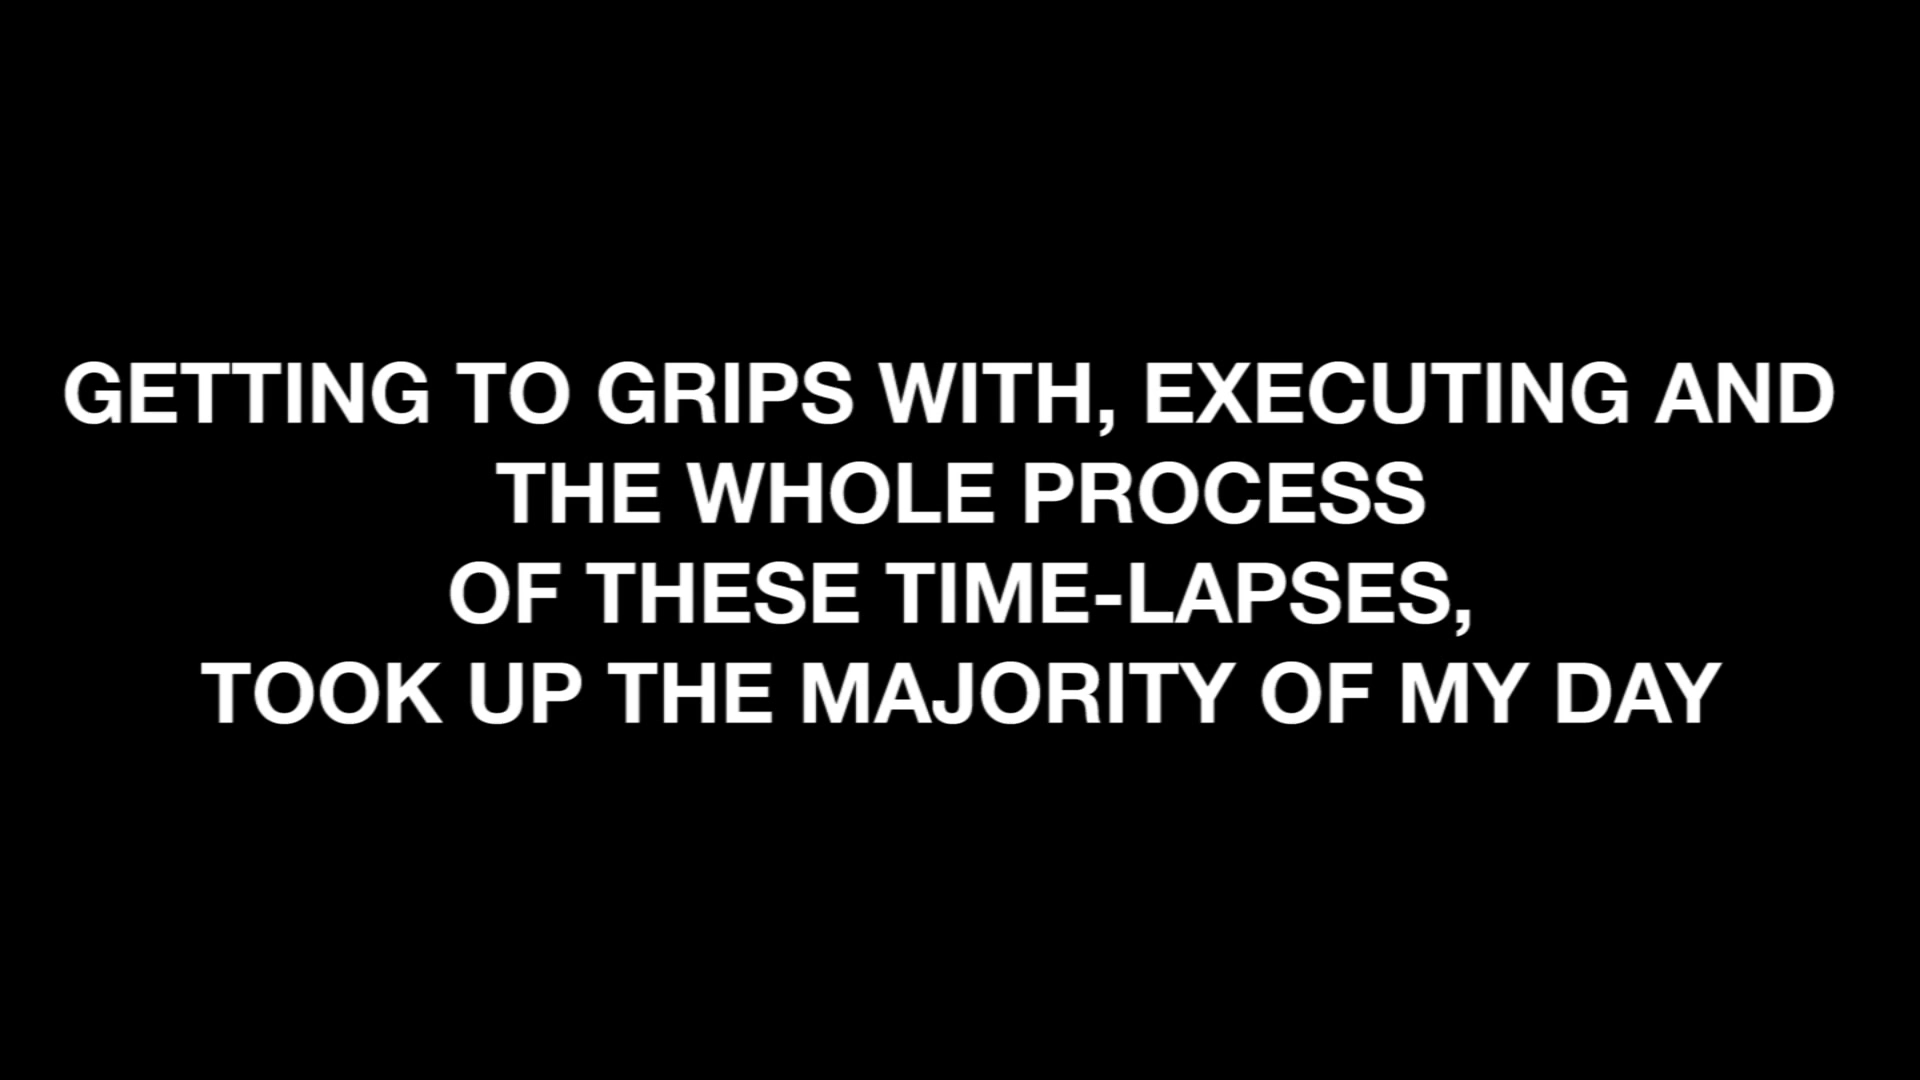 GETTING TO GRIPS WITH, EXECUTING AND
THE WHOLE PROCESS
OF THESE TIME-LAPSES,
TOOK UP THE MAJORITY OF MY DAY